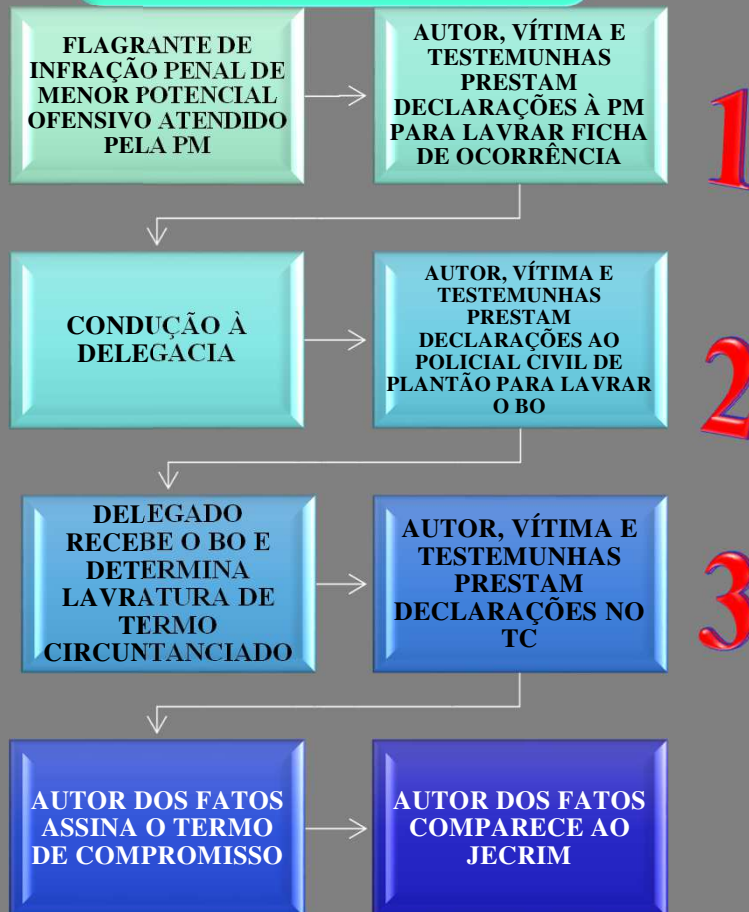 FLAGRANTE DE
INFRAÇÃO PENAL DE
MENOR POTENCIAL
OFENSIVO ATENDIDO
PELA PM
AUTOR, VÍTIMA E
TESTEMUNHAS
PRESTAM
DECLARAÇÕES À PM
PARA LAVRAR FICHA
DE OCORRÊNCIA
1
CONDUÇÃO À
DELEGACIA
AUTOR, VÍTIMA E
TESTEMUNHAS
PRESTAM
DECLARAÇÕES AO
POLICIAL CIVIL DE
PLANTÃO PARA LAVRAR
O BO
2
DELEGADO
RECEBE O BO E
DETERMINA
LAVRATURA DE
TERMO
CIRCUNTANCIADO
AUTOR, VÍTIMA E
TESTEMUNHAS
PRESTAM
DECLARAÇÕES NO
TC
3
AUTOR DOS FATOS
ASSINA O TERMO
DE COMPROMISSO
AUTOR DOS FATOS
COMPARECE AO
JECRIM